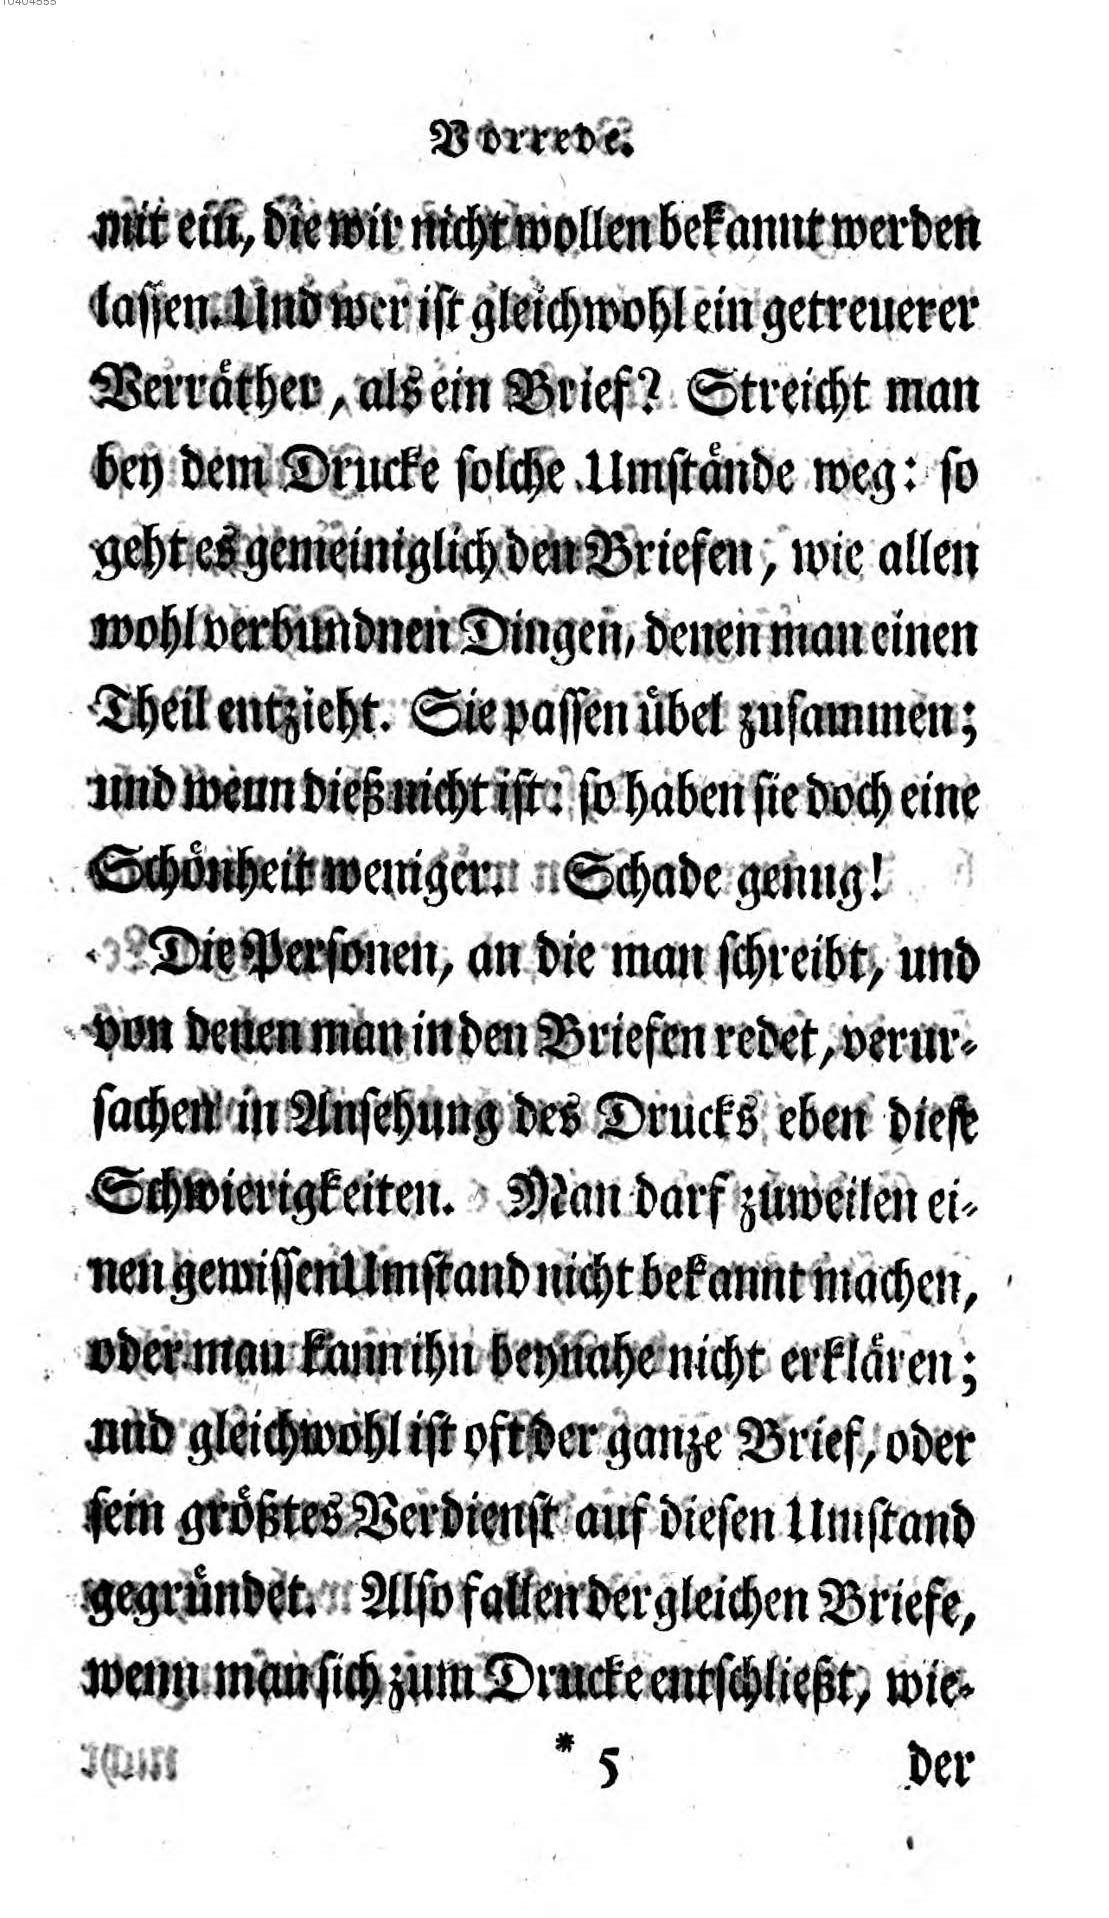 10404555
Vorrede.
mit ein, die wir nicht wollen bekannt werden
lassen. Und wer ist gleichwohl ein getreuerer
Verräther, als ein Brief? Streicht man
bey dem Drucke solche Umstände weg: so
geht es gemeiniglich den Briefen, wie allen
wohl verbundnen Dingen, denen man einen
Theil entzieht. Sie passen übel zusammen;
und wenn dieß nicht ist: so haben sie doch eine
Schönheit weniger. Schade genug!
Die Personen, an die man schreibt, und
von denen man in den Briefen redet, verur-
sachen in Ansehung des Drucks eben diese
Schwierigkeiten. Man darf zuweilen ei-
nen gewissen Umstand nicht bekannt machen,
oder man kann ihn beynahe nicht erklären;
und gleichwohl ist oft der ganze Brief, oder
sein größtes Verdienst auf diesen Umstand
gegründet. Also fallen dergleichen Briefe,
wenn man sich zum Drucke entschließt, wie-
* 5 der